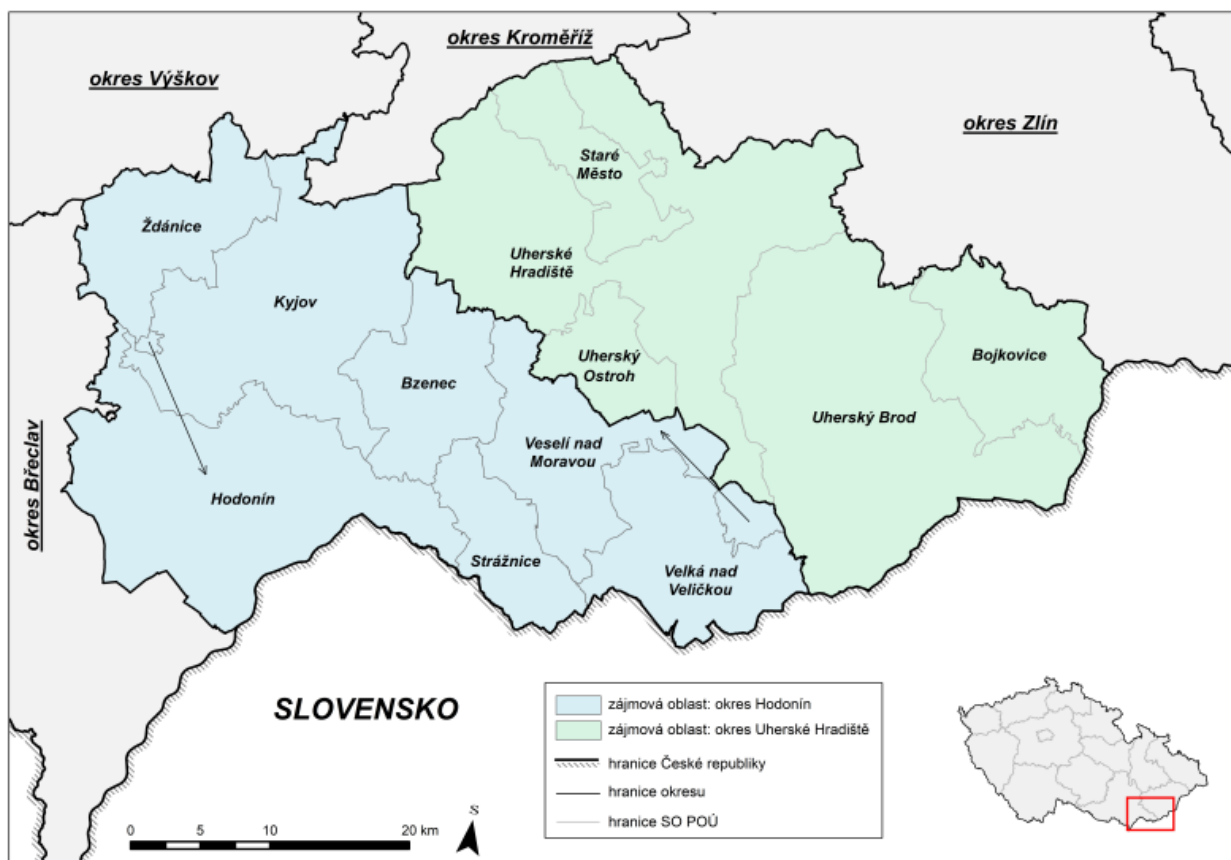 okres Kroměříž
okres Výškov
okres Zlín
Staré
Město
Ždánice
Uherské
Hradiště
Kyjov
Uherský
Ostroh
Bojkovice
Bzenec
Uherský Brod
Veselí nad
Moravou
okres Břeclav
Hodonín
Strážnice
Velká nad
Veličkou
SLOVENSKO
zájmová oblast: okres Hodonín
zájmová oblast: okres Uherské Hradiště
hranice České republiky
hranice okresu
hranice SO POÚ
S
0 5 10 20 km